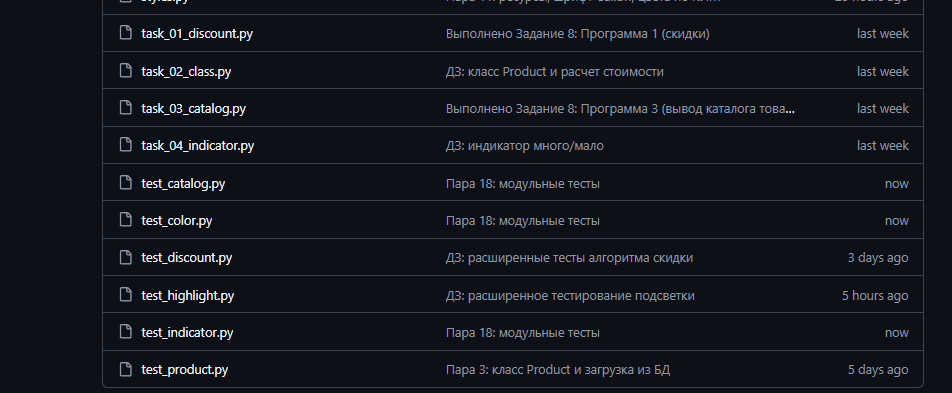 task_01_discount.py Выполнено Задание 8: Программа 1 (скидки) last week
task_02_class.py ДЗ: класс Product и расчет стоимости last week
task_03_catalog.py Выполнено Задание 8: Программа 3 (вывод каталога това... last week
task_04_indicator.py ДЗ: индикатор много/мало last week
test_catalog.py Пара 18: модульные тесты now
test_color.py Пара 18: модульные тесты now
test_discount.py ДЗ: расширенные тесты алгоритма скидки 3 days ago
test_highlight.py ДЗ: расширенное тестирование подсветки 5 hours ago
test_indicator.py Пара 18: модульные тесты now
test_product.py Пара 3: класс Product и загрузка из БД 5 days ago